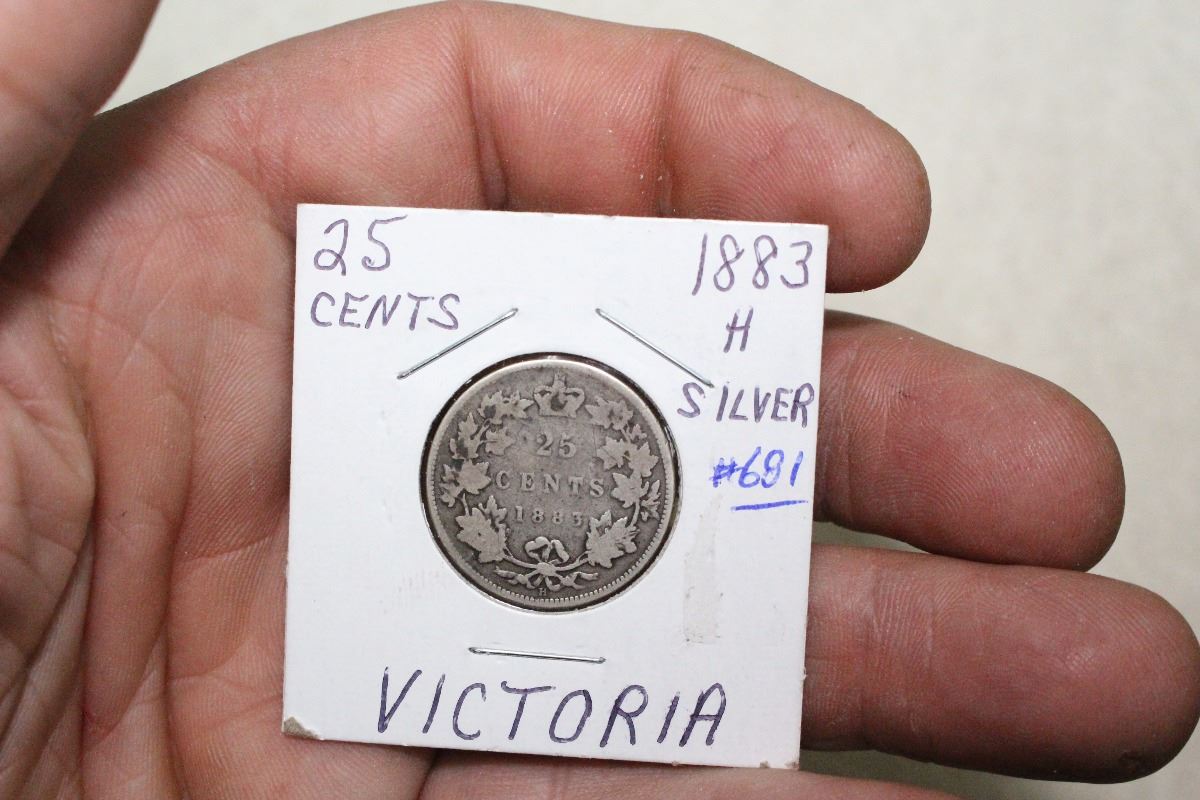 25
CENTS
1883
H
SILVER
#681
25
CENTS
1883
H
VICTORIA